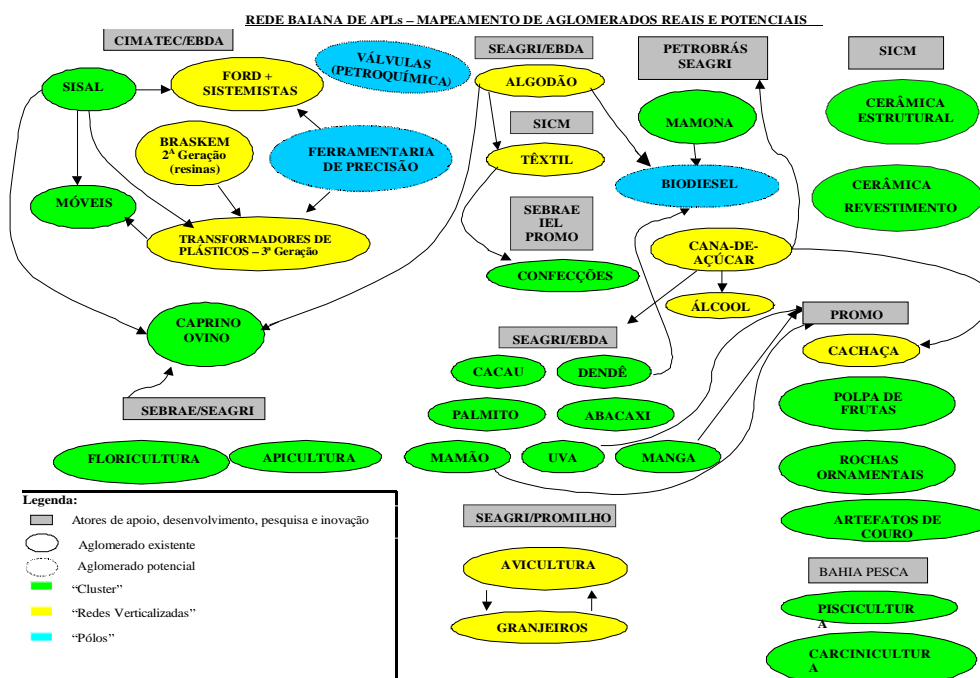 REDE BAIANA DE APLs – MAPEAMENTO DE AGLOMERADOS REAIS E POTENCIAIS
CIMATEC/EBDA
SISAL
FORD +
SISTEMISTAS
VÁLVULAS
(PETROQUÍMICA)
BRASKEM
2ª Geração
(resinas)
FERRAMENTARIA
DE PRECISÃO
MÓVEIS
TRANSFORMADORES DE
PLÁSTICOS – 3ª Geração
CAPRINO
OVINO
SEBRAE/SEAGRI
FLORICULTURA
APICULTURA
SEAGRI/EBDA
ALGODÃO
SICM
TÊXTIL
SEBRAE
IEL
PROMO
CONFECÇÕES
PETROBRÁS
SEAGRI
MAMONA
BIODIESEL
CANA-DE-
AÇÚCAR
ÁLCOOL
SEAGRI/EBDA
CACAU
DENDÊ
PALMITO
ABACAXI
MAMÃO
UVA
MANGA
SEAGRI/PROMILHO
AVICULTURA
GRANJEIROS
SICM
CERÂMICA
ESTRUTURAL
CERÂMICA
REVESTIMENTO
PROMO
CACHAÇA
POLPA DE
FRUTAS
ROCHAS
ORNAMENTAIS
ARTEFATOS DE
COURO
BAHIA PESCA
PISCICULTUR
A
CARCINICULTUR
A
Legenda:
Atores de apoio, desenvolvimento, pesquisa e inovação
Aglomerado existente
Aglomerado potencial
“Cluster”
“Redes Verticalizadas”
“Pólos”